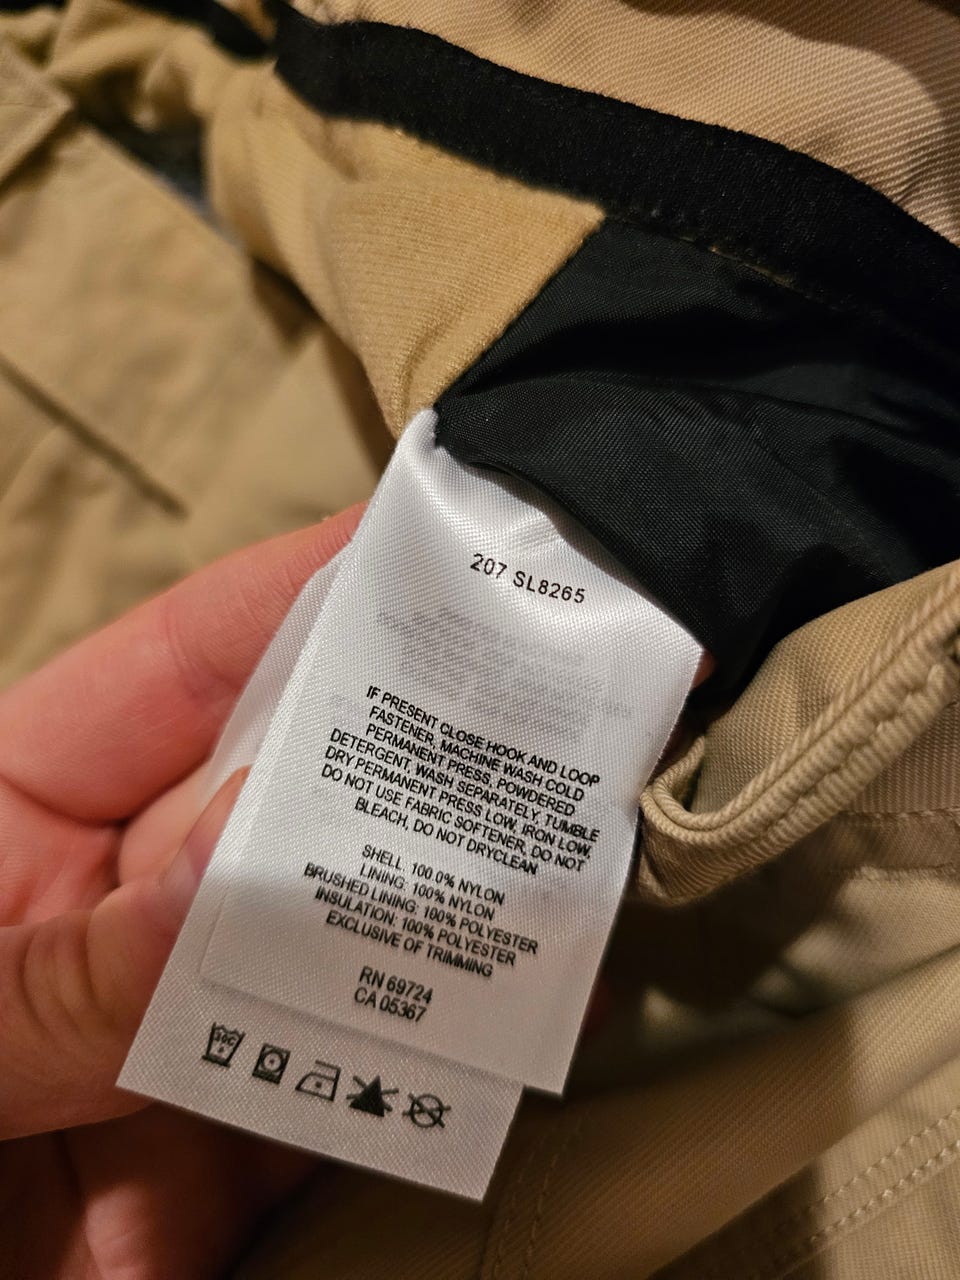 207 SL8265
IF PRESENT CLOSE HOOK AND LOOP
FASTENER, MACHINE WASH COLD
PERMANENT PRESS, POWDERED
DETERGENT, WASH SEPARATELY, TUMBLE
DRY PERMANENT PRESS LOW, IRON LOW,
DO NOT USE FABRIC SOFTENER, DO NOT
BLEACH, DO NOT DRYCLEAN
SHELL: 100.0% NYLON
LINING: 100% NYLON
BRUSHED LINING: 100% POLYESTER
INSULATION: 100% POLYESTER
EXCLUSIVE OF TRIMMING
RN 69724
CA 05367
30C